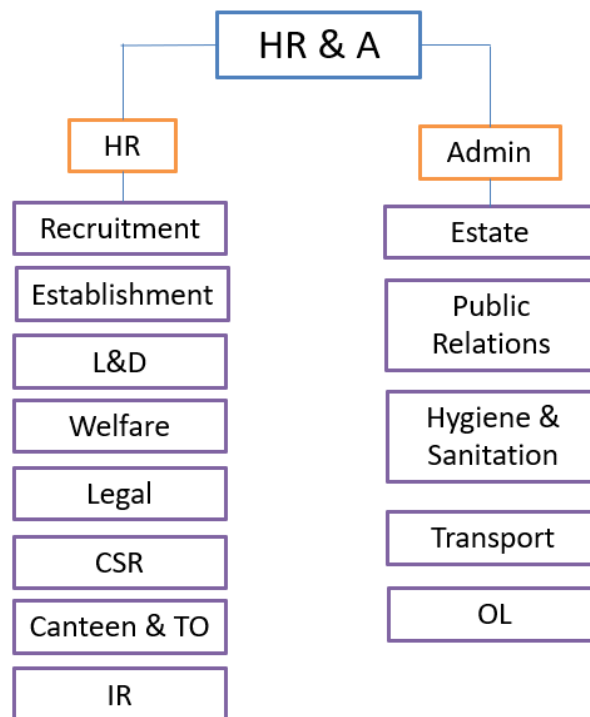 HR & A
HR
Recruitment
Establishment
L&D
Welfare
Legal
CSR
Canteen & TO
IR
Admin
Estate
Public
Relations
Hygiene &
Sanitation
Transport
OL